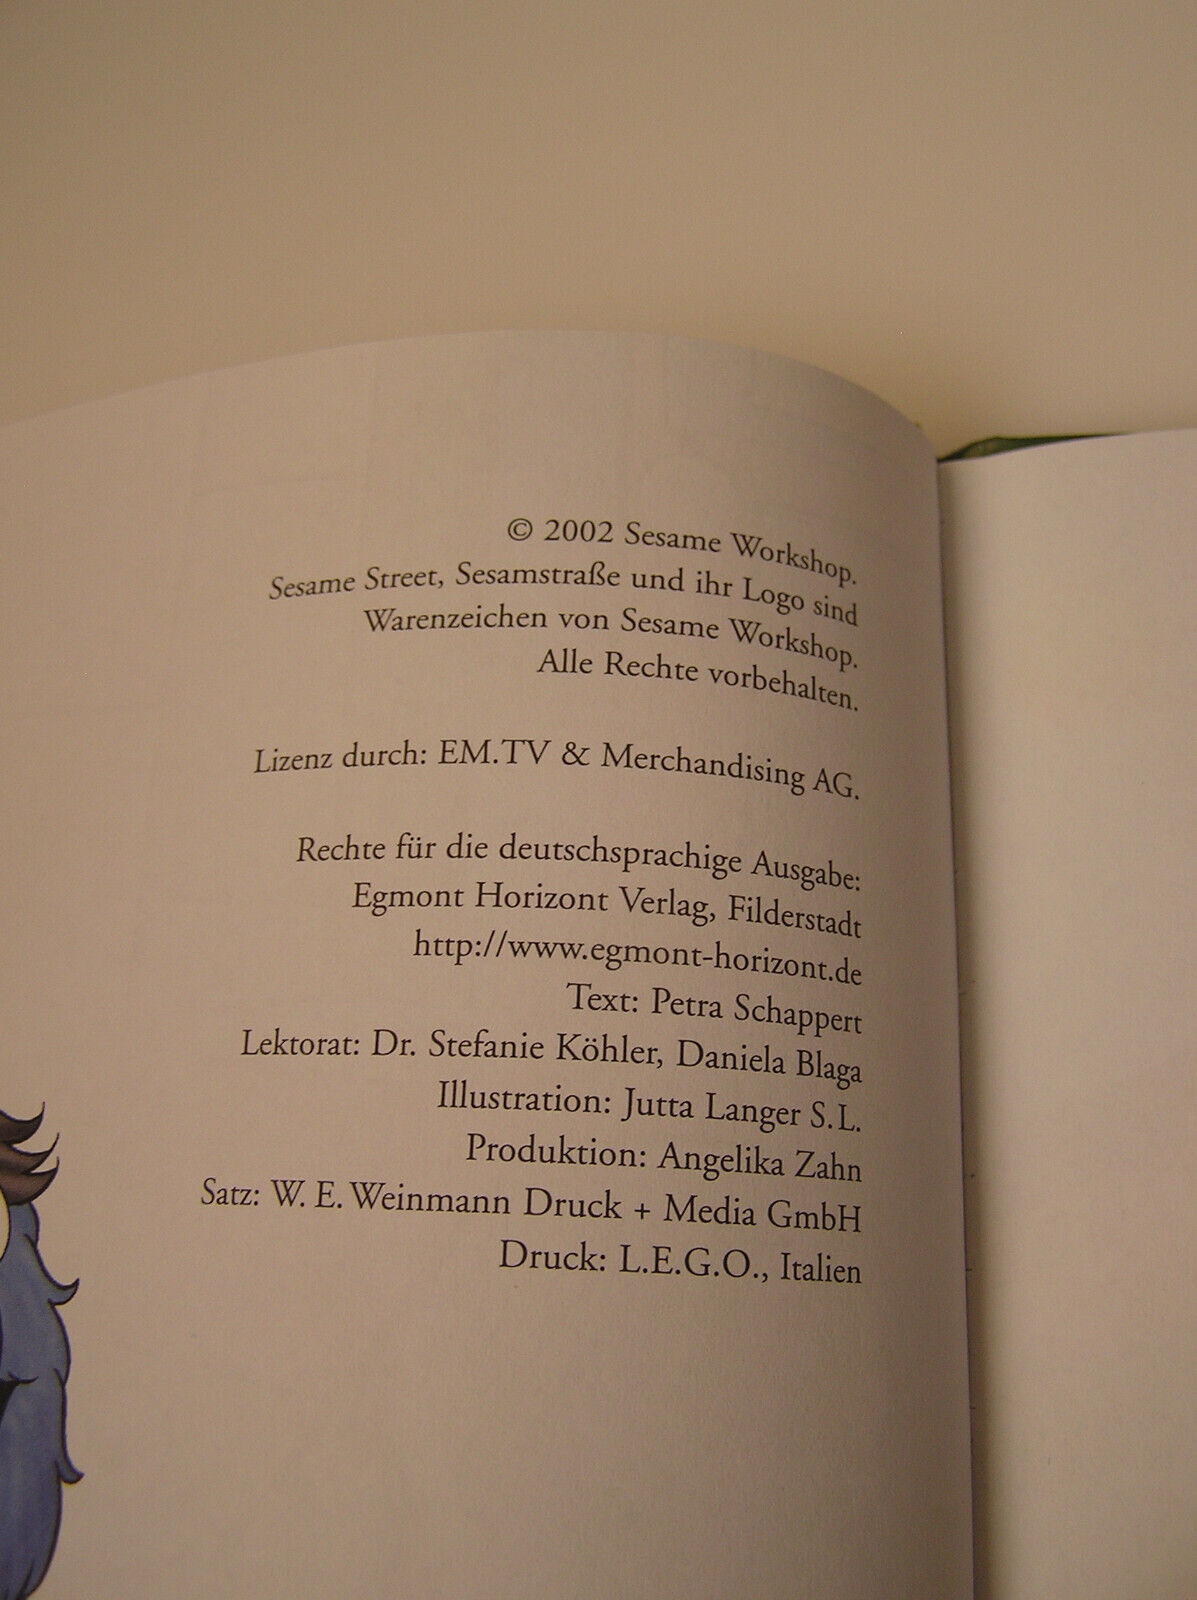 © 2002 Sesame Workshop.
Sesame Street, Sesamstraße und ihr Logo sind
Warenzeichen von Sesame Workshop.
Alle Rechte vorbehalten.
Lizenz durch: EM.TV & Merchandising AG.
Rechte für die deutschsprachige Ausgabe:
Egmont Horizont Verlag, Filderstadt
http://www.egmont-horizont.de
Text: Petra Schappert
Lektorat: Dr. Stefanie Köhler, Daniela Blaga
Illustration: Jutta Langer S.L.
Produktion: Angelika Zahn
Satz: W. E. Weinmann Druck + Media GmbH
Druck: L.E.G.O., Italien